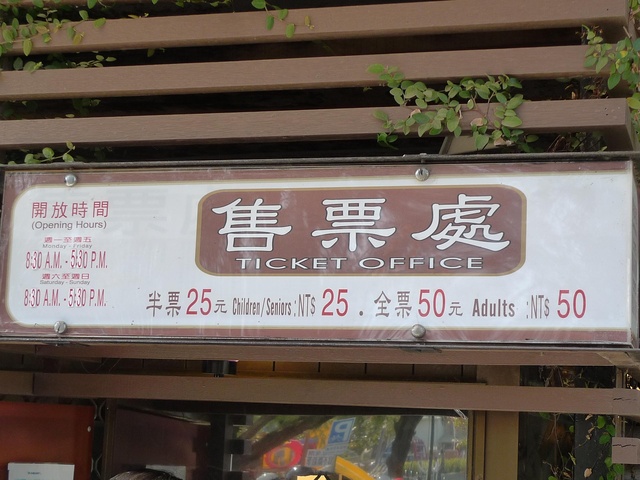 開放時間
(Opening Hours)
週一至週五
Monday - Friday
8:30 A.M. - 5:30 P.M.
週六至週日
Saturday - Sunday
8:30 A.M. - 5:30 P.M.
售票處
TICKET OFFICE
半票25元 Children/Seniors:NT$ 25 . 全票50元 Adults :NT$ 50
P